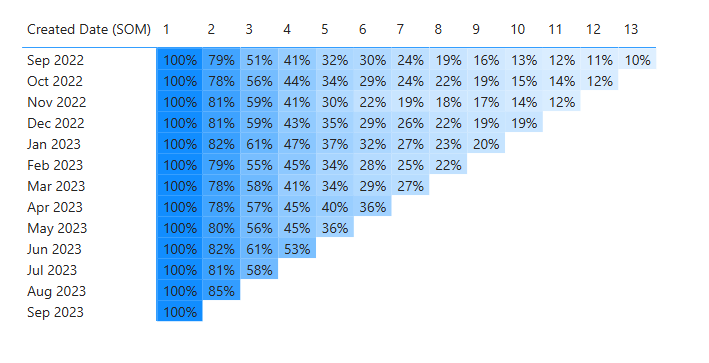 Created Date (SOM) 1 2 3 4 5 6 7 8 9 10 11 12 13
Sep 2022 100% 79% 51% 41% 32% 30% 24% 19% 16% 13% 12% 11% 10%
Oct 2022 100% 78% 56% 44% 34% 29% 24% 22% 19% 15% 14% 12%
Nov 2022 100% 81% 59% 41% 30% 22% 19% 18% 17% 14% 12%
Dec 2022 100% 81% 59% 43% 35% 29% 26% 22% 19% 19%
Jan 2023 100% 82% 61% 47% 37% 32% 27% 23% 20%
Feb 2023 100% 79% 55% 45% 34% 28% 25% 22%
Mar 2023 100% 78% 58% 41% 34% 29% 27%
Apr 2023 100% 78% 57% 45% 40% 36%
May 2023 100% 80% 56% 45% 36%
Jun 2023 100% 82% 61% 53%
Jul 2023 100% 81% 58%
Aug 2023 100% 85%
Sep 2023 100%